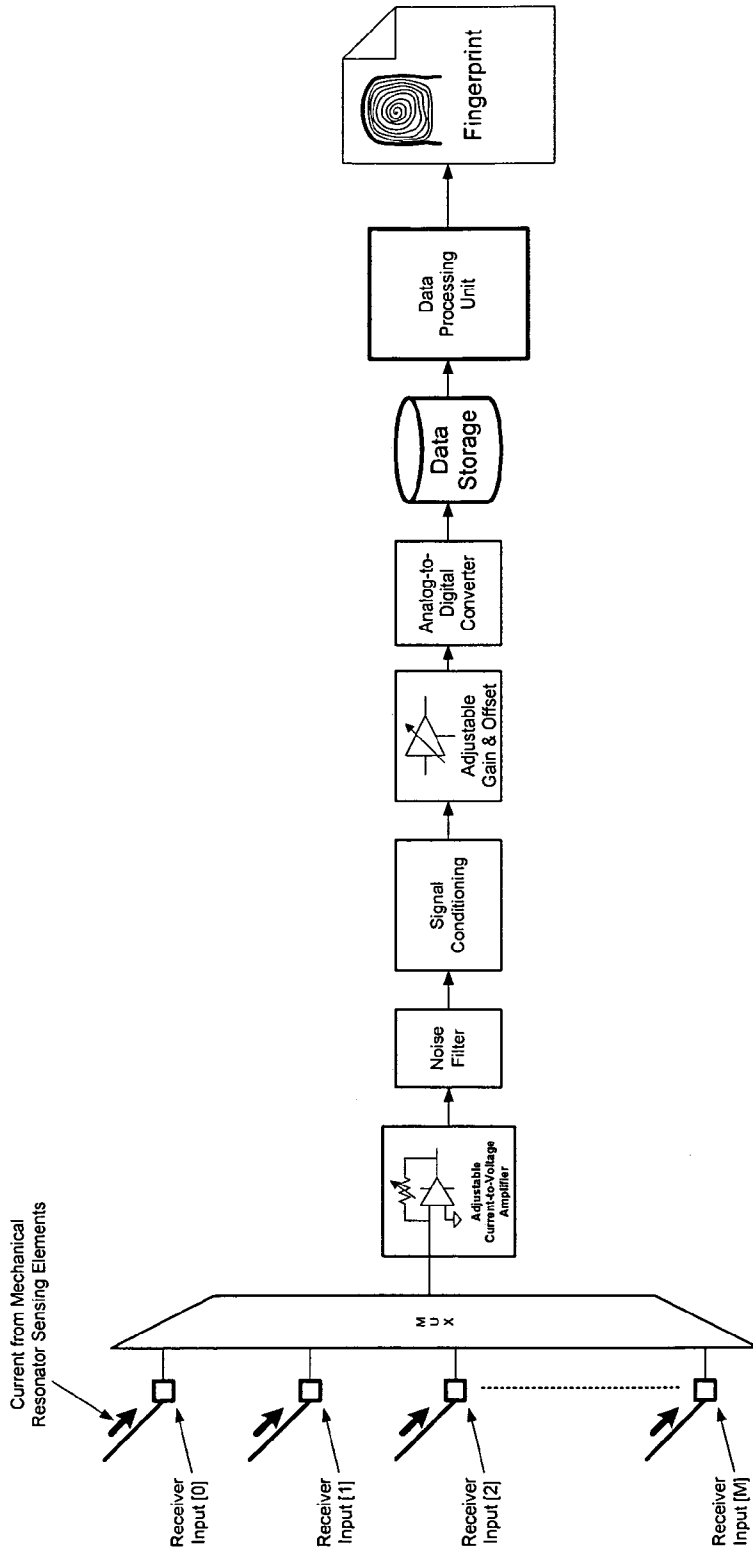 Current from Mechanical
Resonator Sensing Elements
Receiver
Input [0]
Receiver
Input [1]
Receiver
Input [2]
Receiver
Input [M]
M
U
X
Adjustable
Current-to-Voltage
Amplifier
Noise
Filter
Signal
Conditioning
Adjustable
Gain & Offset
Analog-to-
Digital
Converter
Data
Storage
Data
Processing
Unit
Fingerprint